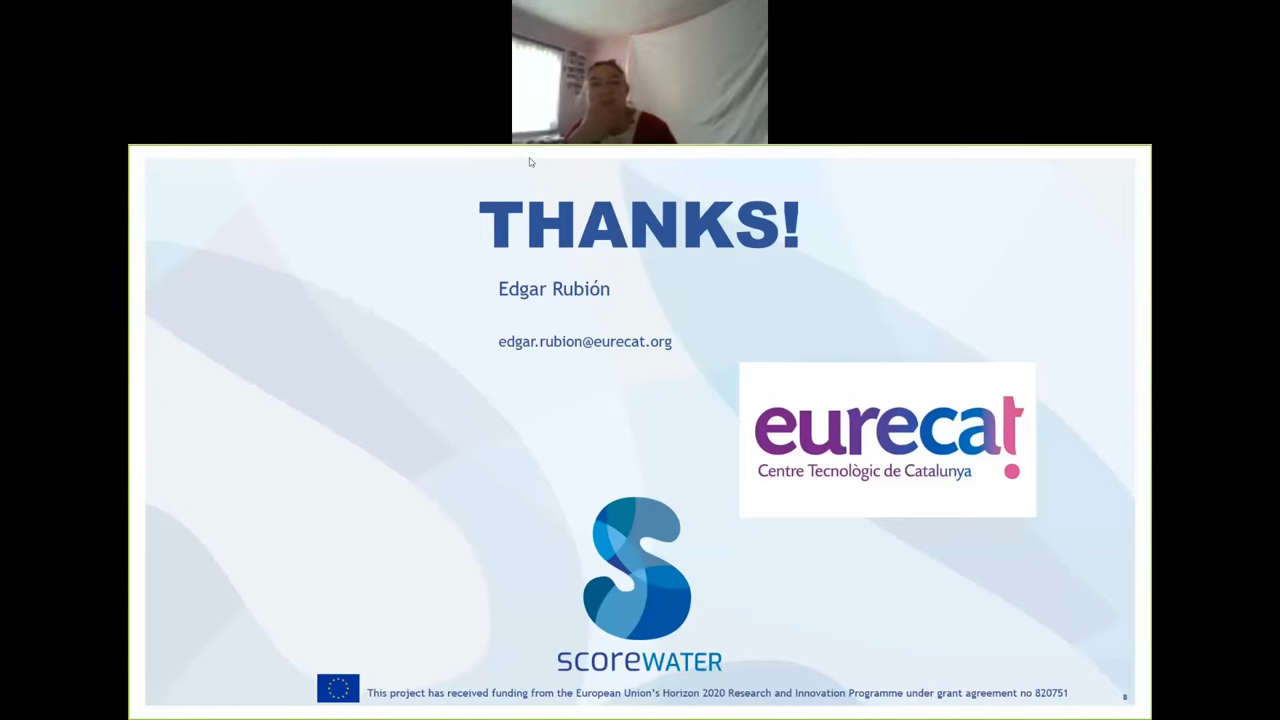 THANKS!
Edgar Rubión
edgar.rubion@eurecat.org
eurecat
Centre Tecnològic de Catalunya
scoreWATER
This project has received funding from the European Union's Horizon 2020 Research and Innovation Programme under grant agreement no 820751
8